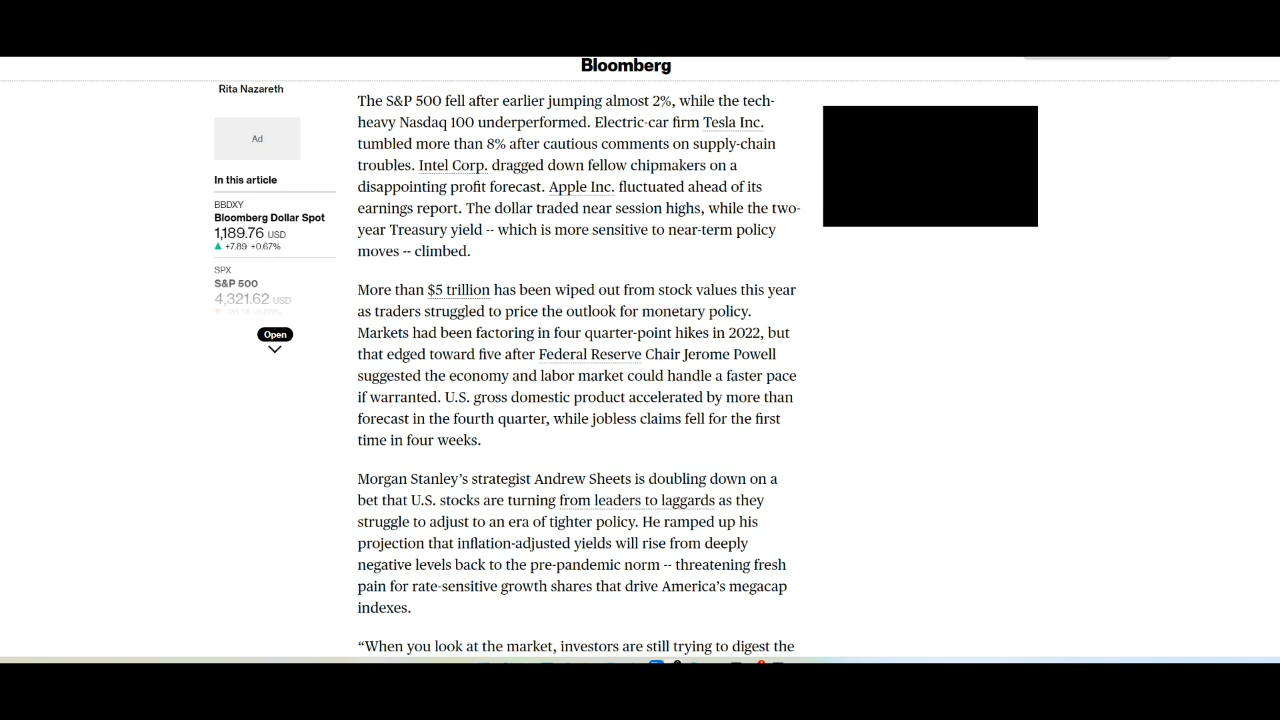 Bloomberg
Rita Nazareth
Ad
In this article
BBDXY
Bloomberg Dollar Spot
1,189.76 USD
+7.89 +0.67%
SPX
S&P 500
4,321.62 USD
Open
The S&P 500 fell after earlier jumping almost 2%, while the tech-
heavy Nasdaq 100 underperformed. Electric-car firm Tesla Inc.
tumbled more than 8% after cautious comments on supply-chain
troubles. Intel Corp. dragged down fellow chipmakers on a
disappointing profit forecast. Apple Inc. fluctuated ahead of its
earnings report. The dollar traded near session highs, while the two-
year Treasury yield -- which is more sensitive to near-term policy
moves -- climbed.
More than $5 trillion has been wiped out from stock values this year
as traders struggled to price the outlook for monetary policy.
Markets had been factoring in four quarter-point hikes in 2022, but
that edged toward five after Federal Reserve Chair Jerome Powell
suggested the economy and labor market could handle a faster pace
if warranted. U.S. gross domestic product accelerated by more than
forecast in the fourth quarter, while jobless claims fell for the first
time in four weeks.
Morgan Stanley’s strategist Andrew Sheets is doubling down on a
bet that U.S. stocks are turning from leaders to laggards as they
struggle to adjust to an era of tighter policy. He ramped up his
projection that inflation-adjusted yields will rise from deeply
negative levels back to the pre-pandemic norm -- threatening fresh
pain for rate-sensitive growth shares that drive America’s megacap
indexes.
“When you look at the market, investors are still trying to digest the